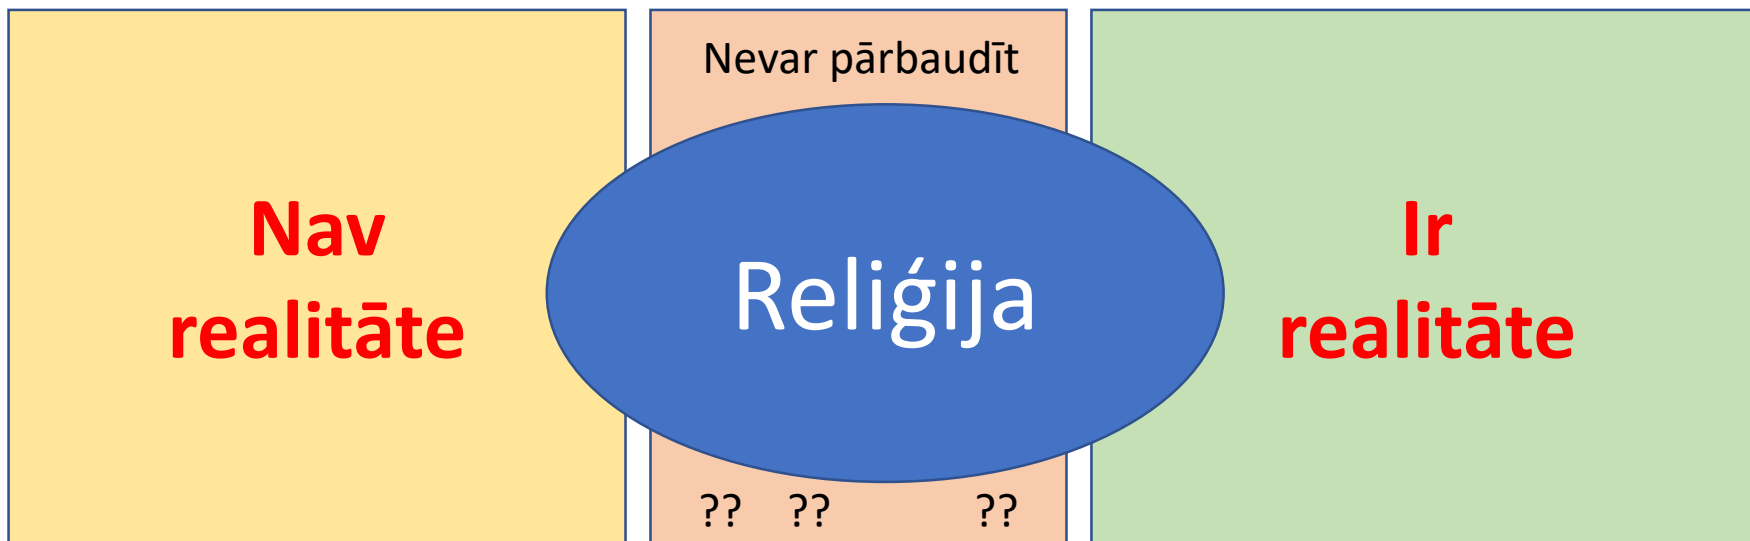 Nevar pārbaudīt
Nav
realitāte
Reliģija
Ir
realitāte
?? ?? ??